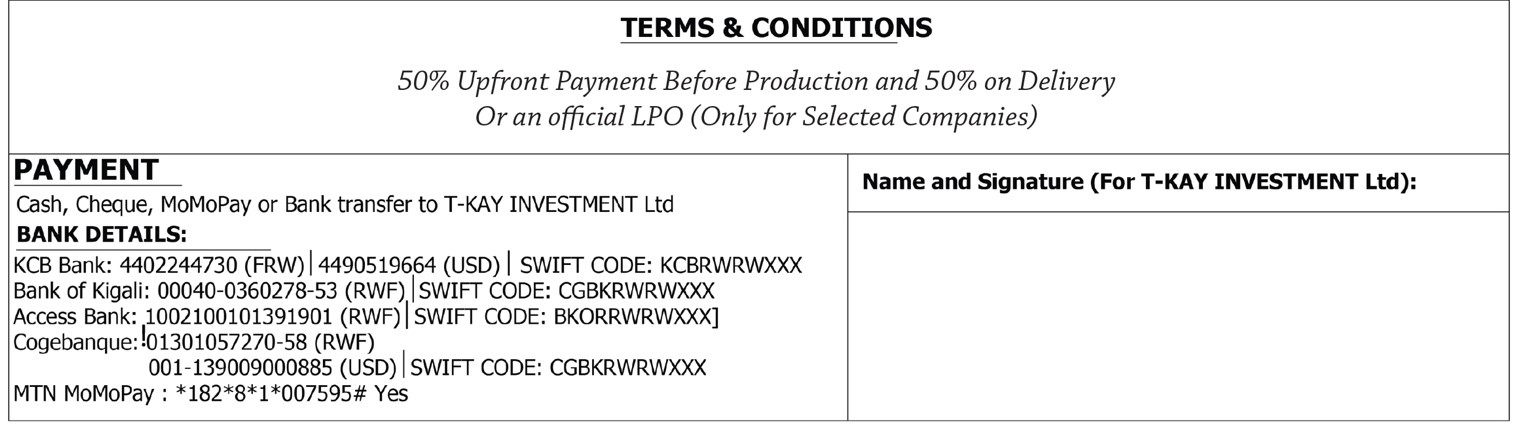 TERMS & CONDITIONS
50% Upfront Payment Before Production and 50% on Delivery
Or an official LPO (Only for Selected Companies)
PAYMENT
Cash, Cheque, MoMoPay or Bank transfer to T-KAY INVESTMENT Ltd
BANK DETAILS:
KCB Bank: 4402244730 (FRW)| 4490519664 (USD) | SWIFT CODE: KCBRWRWXXX
Bank of Kigali: 00040-0360278-53 (RWF) |SWIFT CODE: CGBKRWRWXXX
Access Bank: 1002100101391901 (RWF)| SWIFT CODE: BKORRWRWXXX]
Cogebanque:!01301057270-58 (RWF)
001-139009000885 (USD) |SWIFT CODE: CGBKRWRWXXX
MTN MoMoPay : *182*8*1*007595# Yes
Name and Signature (For T-KAY INVESTMENT Ltd):